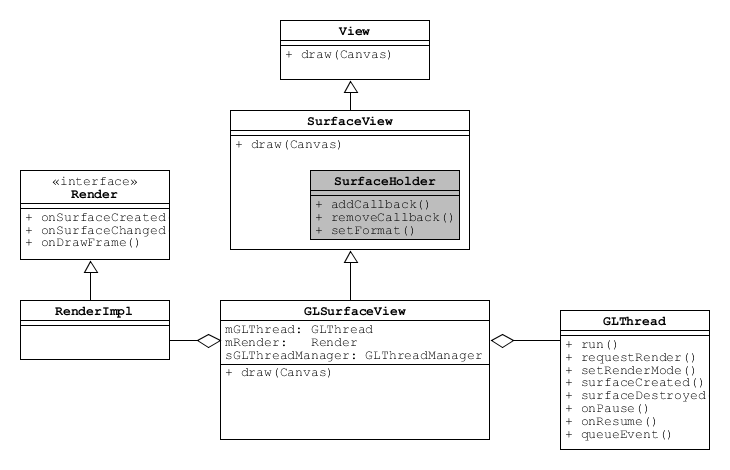 View
+ draw(Canvas)
SurfaceView
+ draw(Canvas)
SurfaceHolder
+ addCallback()
+ removeCallback()
+ setFormat()
«interface»
Render
+ onSurfaceCreated
+ onSurfaceChanged
+ onDrawFrame()
RenderImpl
GLSurfaceView
mGLThread: GLThread
mRender: Render
sGLThreadManager: GLThreadManager
+ draw(Canvas)
GLThread
+ run()
+ requestRender()
+ setRenderMode()
+ surfaceCreated()
+ surfaceDestroyed
+ onPause()
+ onResume()
+ queueEvent()